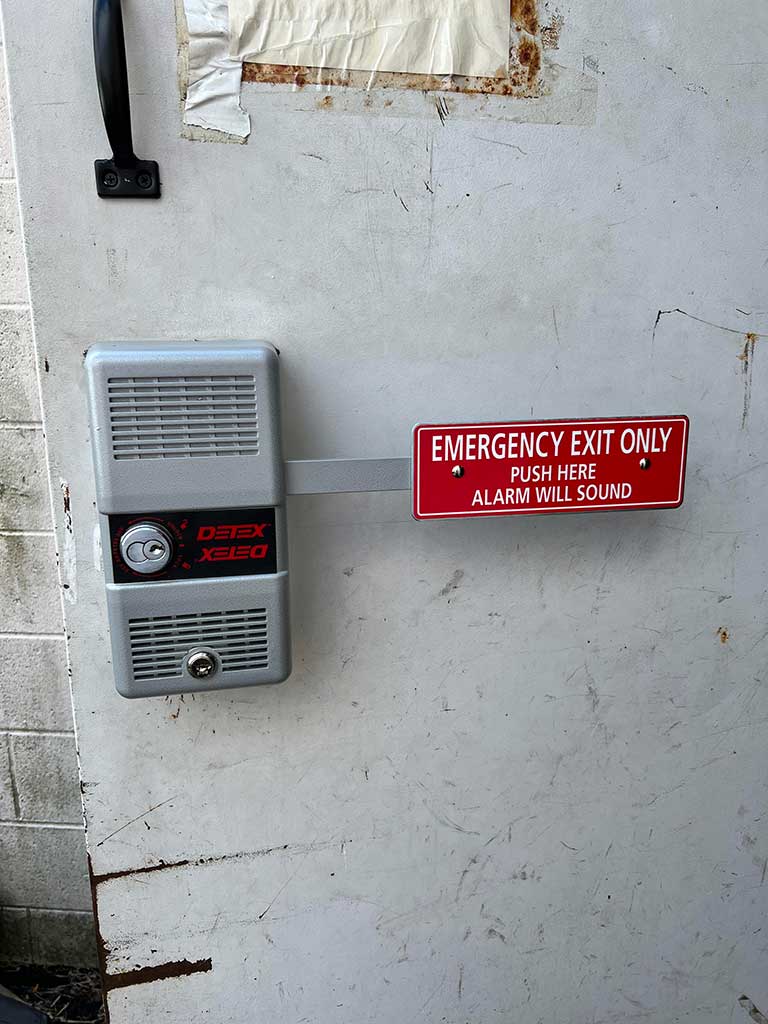 EMERGENCY EXIT ONLY
PUSH HERE
ALARM WILL SOUND
DETEX
DETEX